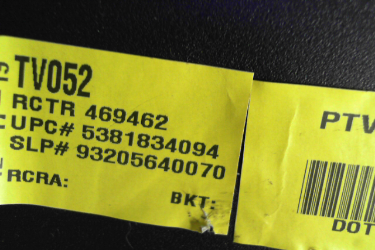 TV052
RCTR 469462
UPC# 5381834094
SLP# 93205640070
RCRA:
BKT:
PTV
DOT